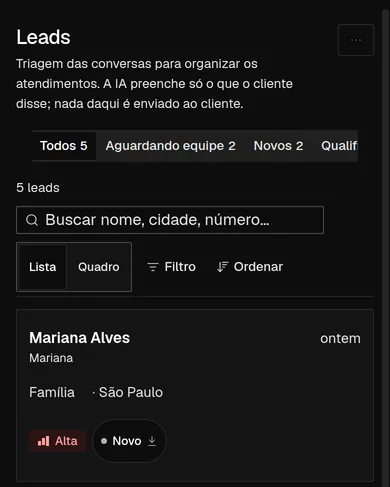 Leads
...
Triagem das conversas para organizar os
atendimentos. A IA preenche só o que o cliente
disse; nada daqui é enviado ao cliente.
Todos 5 Aguardando equipe 2 Novos 2 Qualif
5 leads
Buscar nome, cidade, número...
Lista Quadro Filtro Ordenar
Mariana Alves ontem
Mariana
Família · São Paulo
Alta Novo